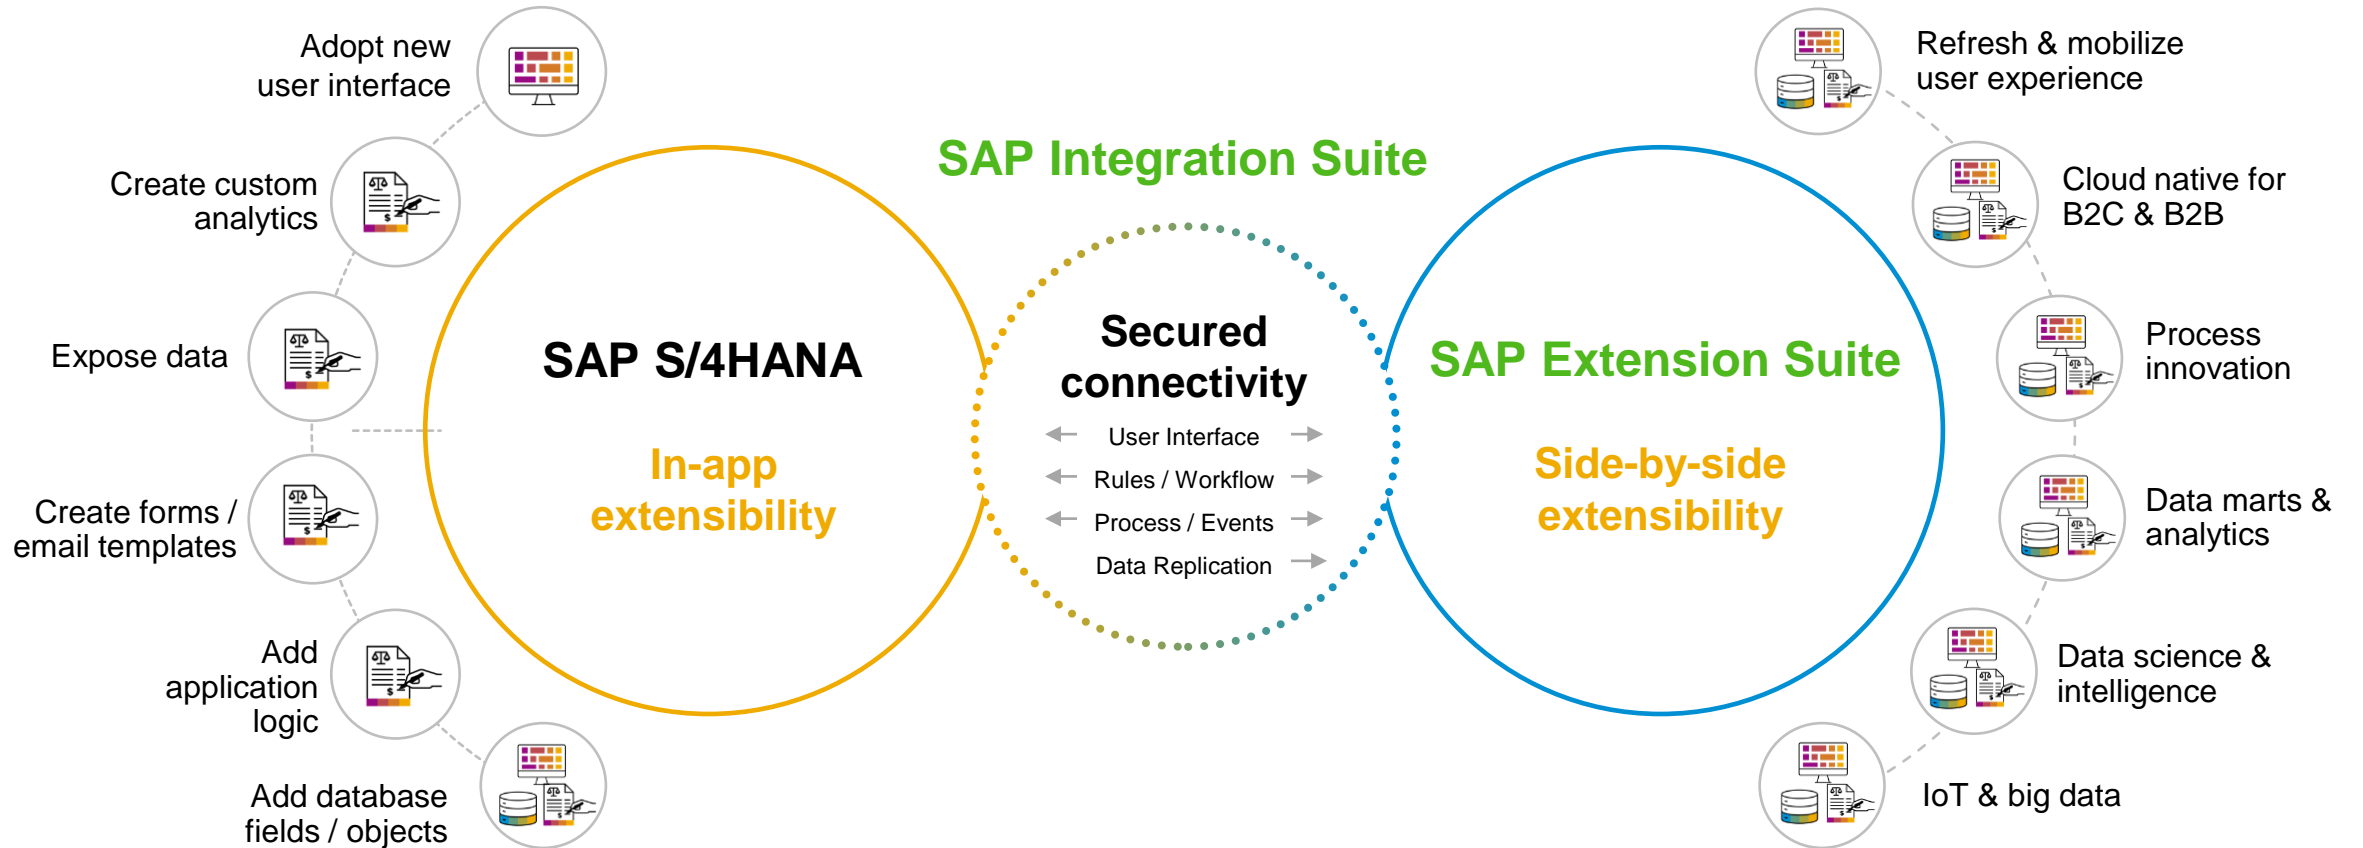 Adopt new
user interface
Create custom
analytics
Expose data
Create forms /
email templates
Add
application
logic
Add database
fields / objects
SAP S/4HANA
In-app
extensibility
SAP Integration Suite
Secured
connectivity
User Interface
Rules / Workflow
Process / Events
Data Replication
SAP Extension Suite
Side-by-side
extensibility
Refresh & mobilize
user experience
Cloud native for
B2C & B2B
Process
innovation
Data marts &
analytics
Data science &
intelligence
IoT & big data